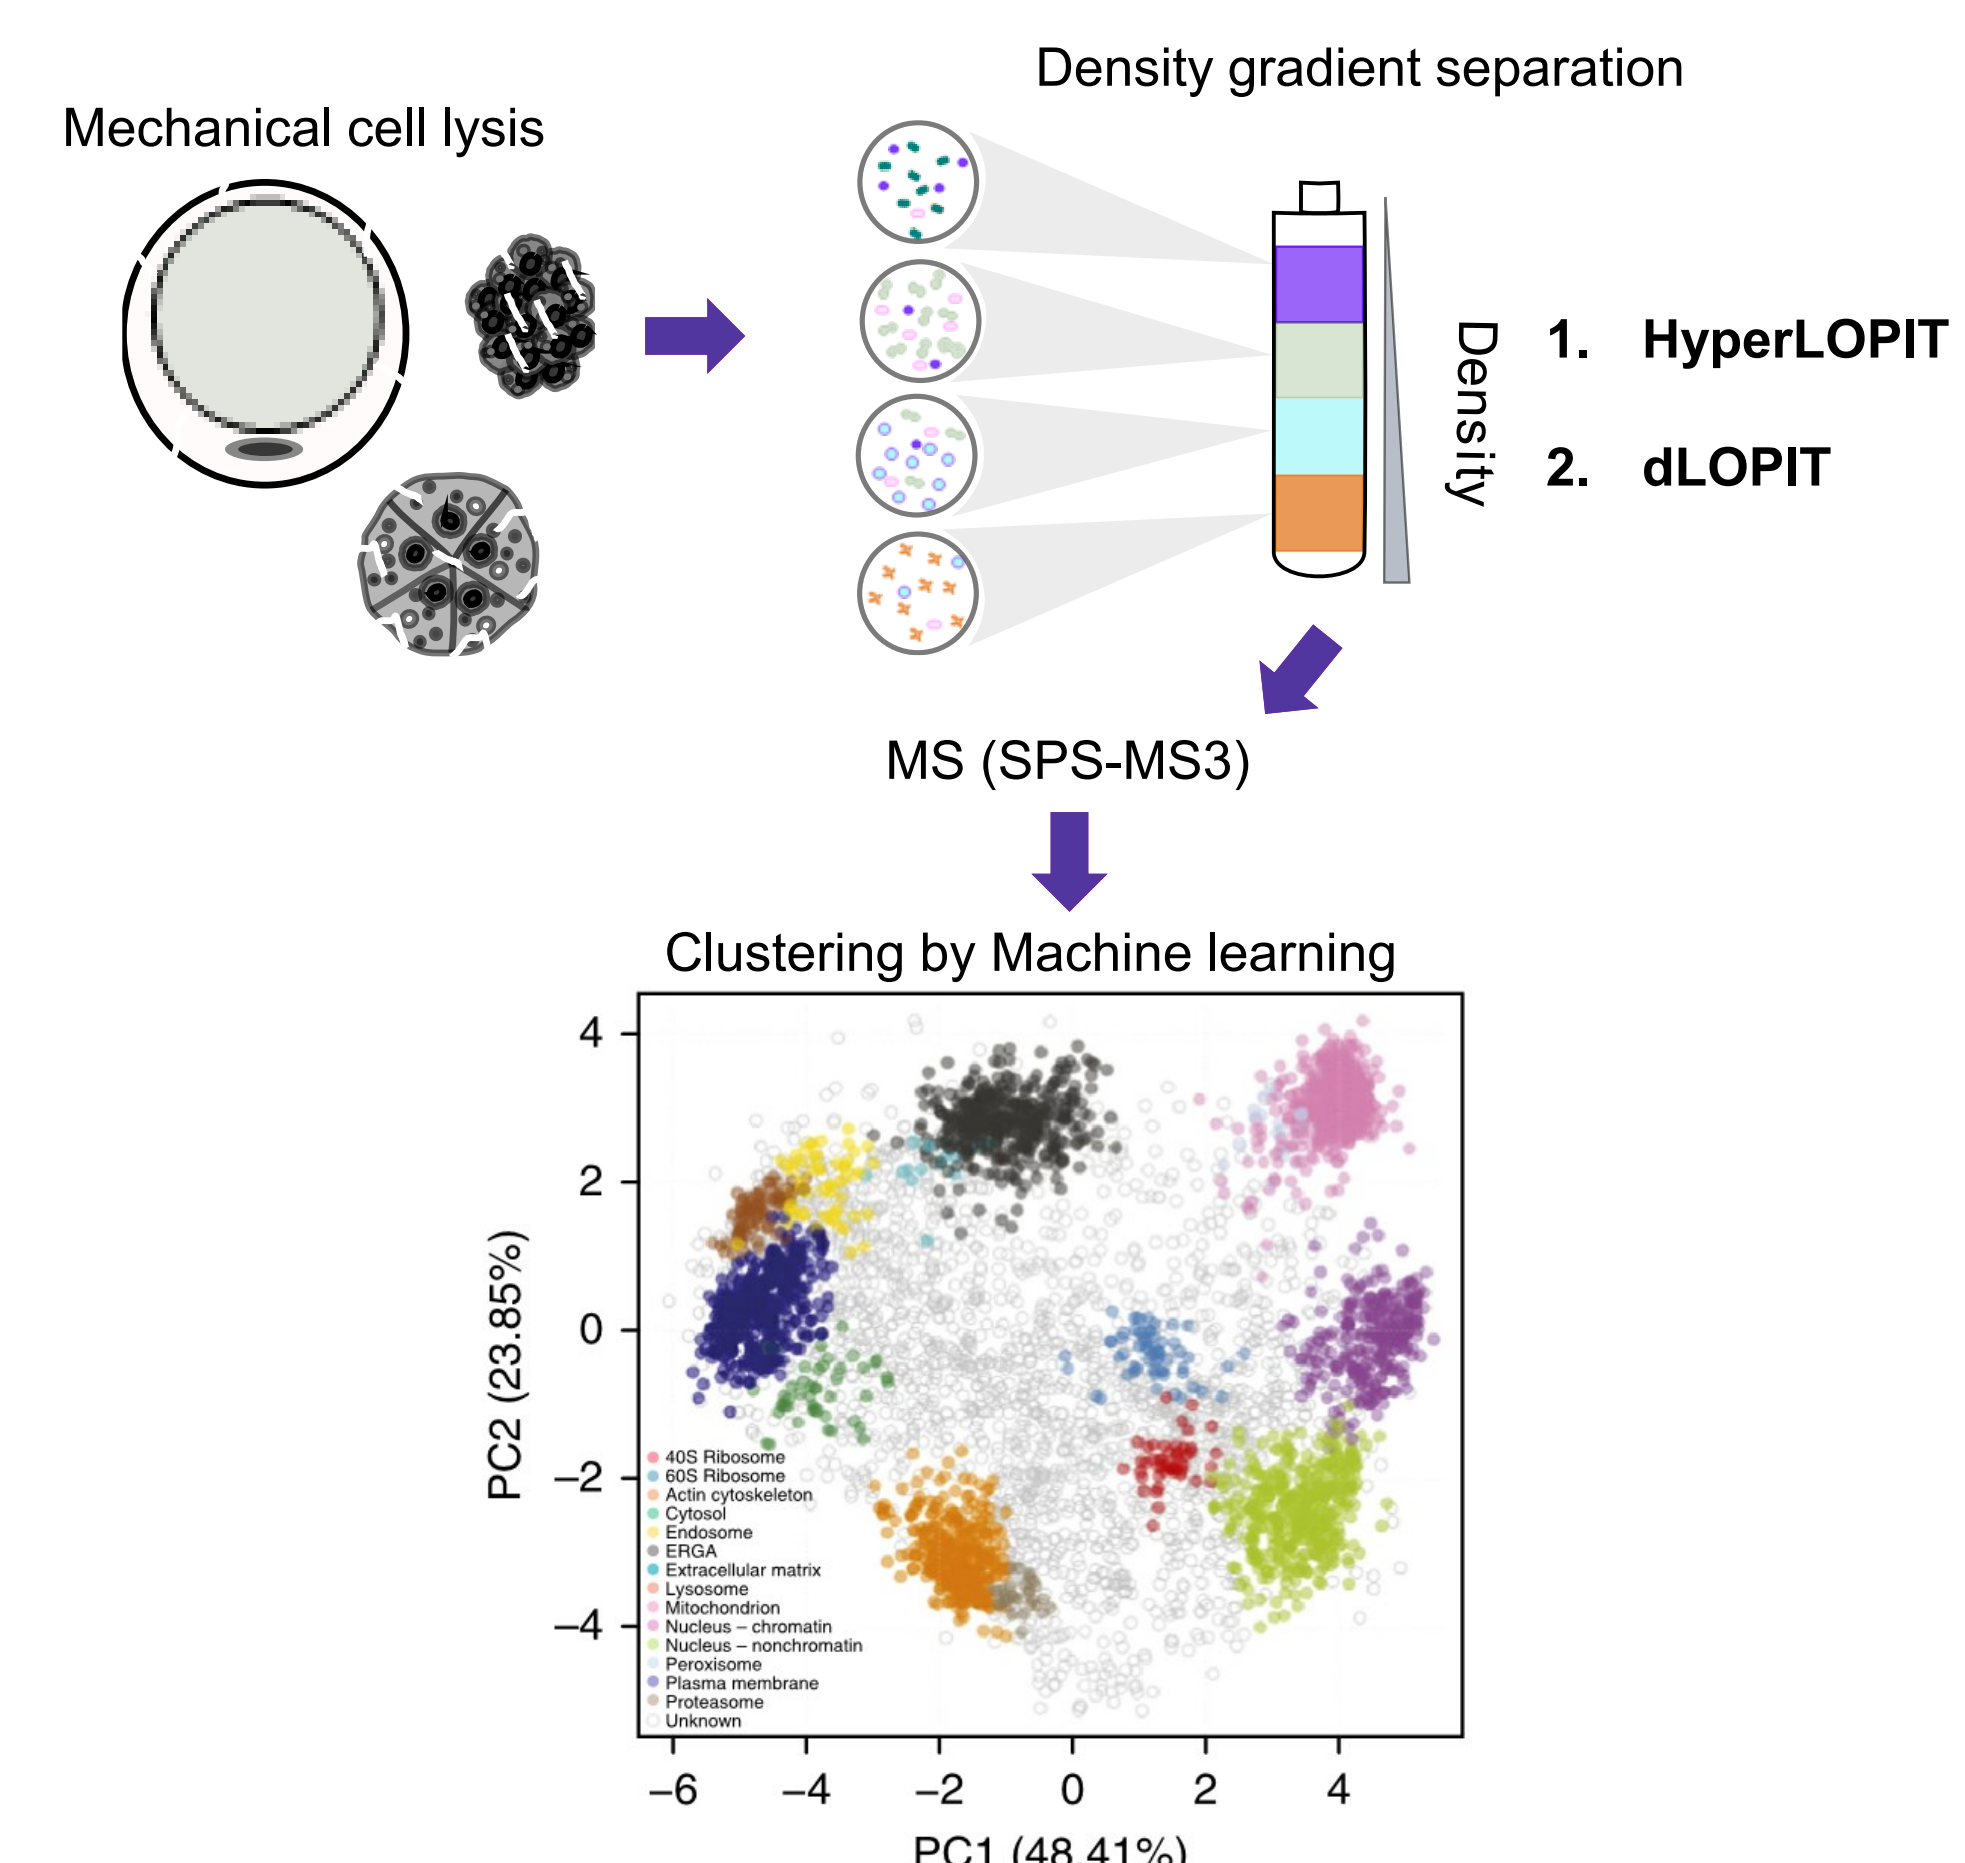 Density gradient separation
Mechanical cell lysis
Density
1. HyperLOPIT
2. dLOPIT
MS (SPS-MS3)
Clustering by Machine learning
PC2 (23.85%)
4
2
0
−2
−4
40S Ribosome
60S Ribosome
Actin cytoskeleton
Cytosol
Endosome
ERGA
Extracellular matrix
Lysosome
Mitochondrion
Nucleus – chromatin
Nucleus – nonchromatin
Peroxisome
Plasma membrane
Proteasome
Unknown
−6 −4 −2 0 2 4
PC1 (48.41%)